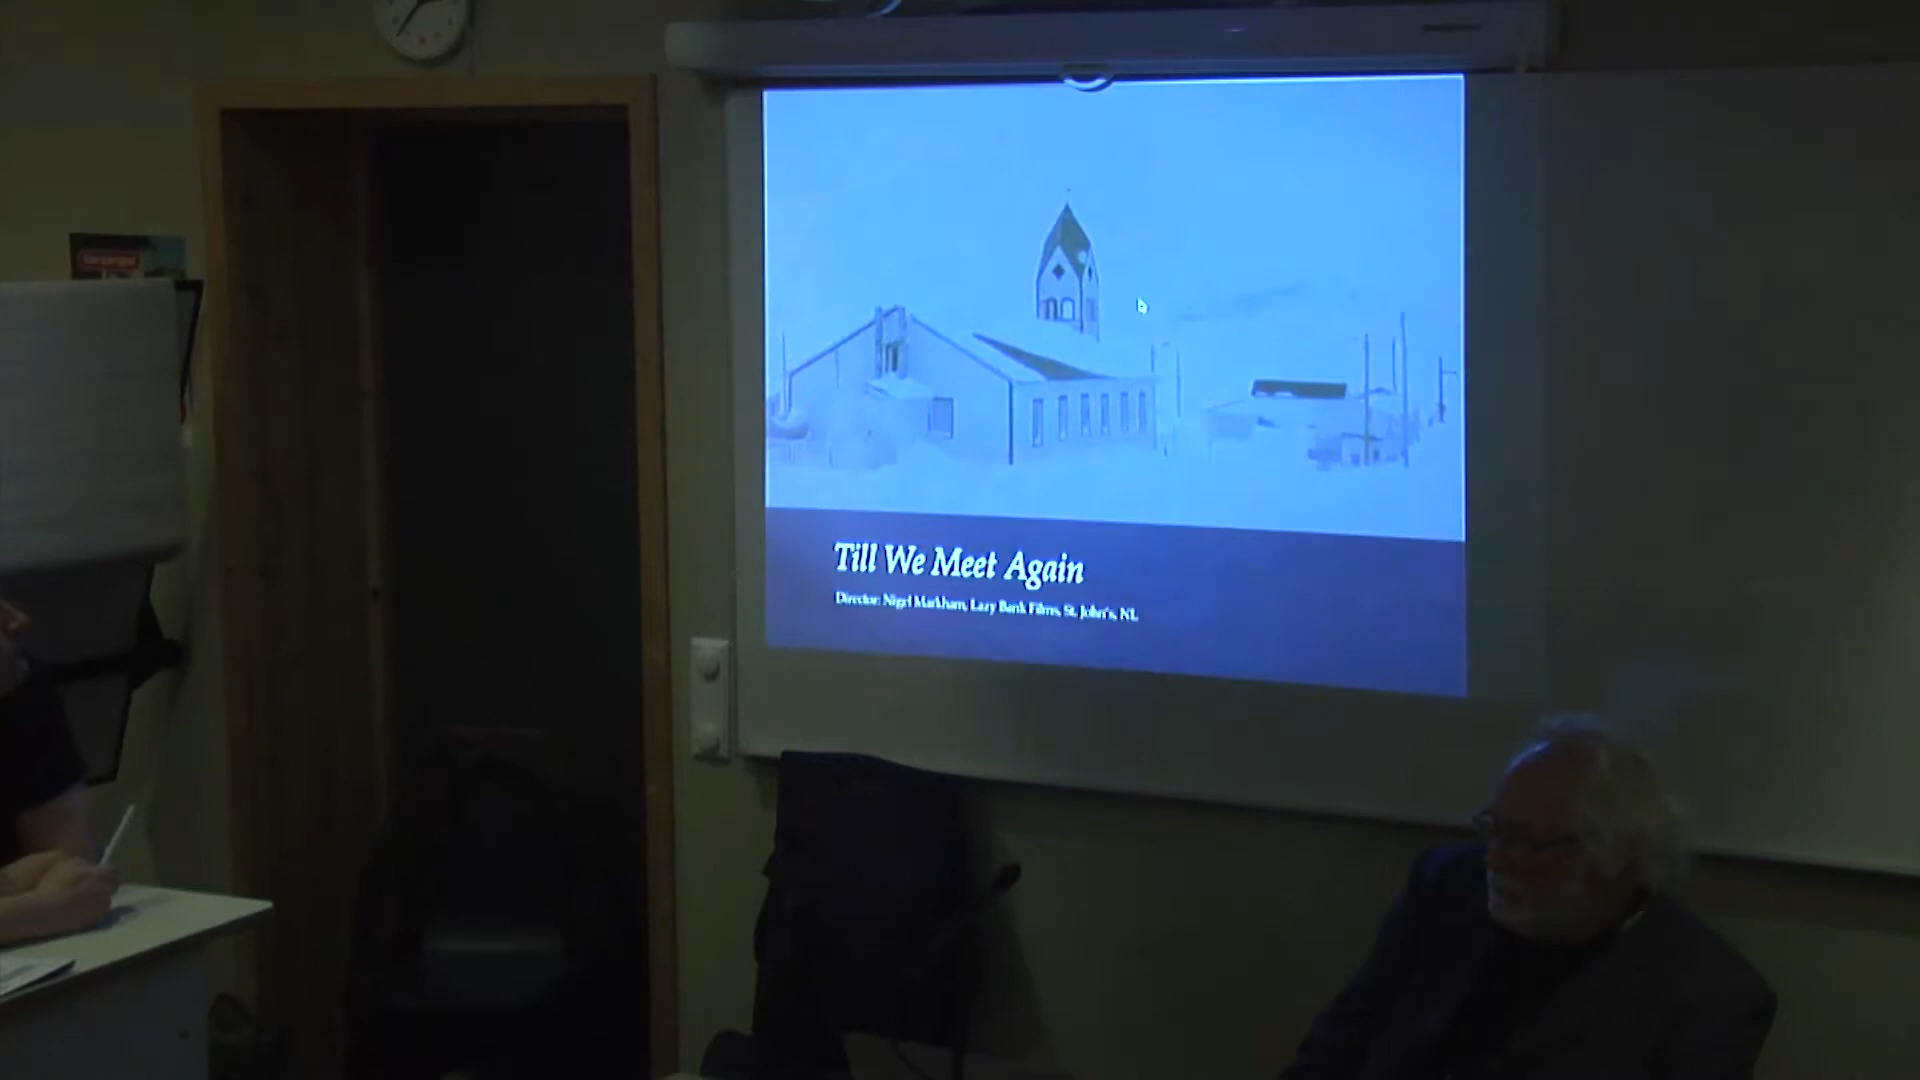 Till We Meet Again
Director: Nigel Markham, Lazy Bank Films, St. John's, NL